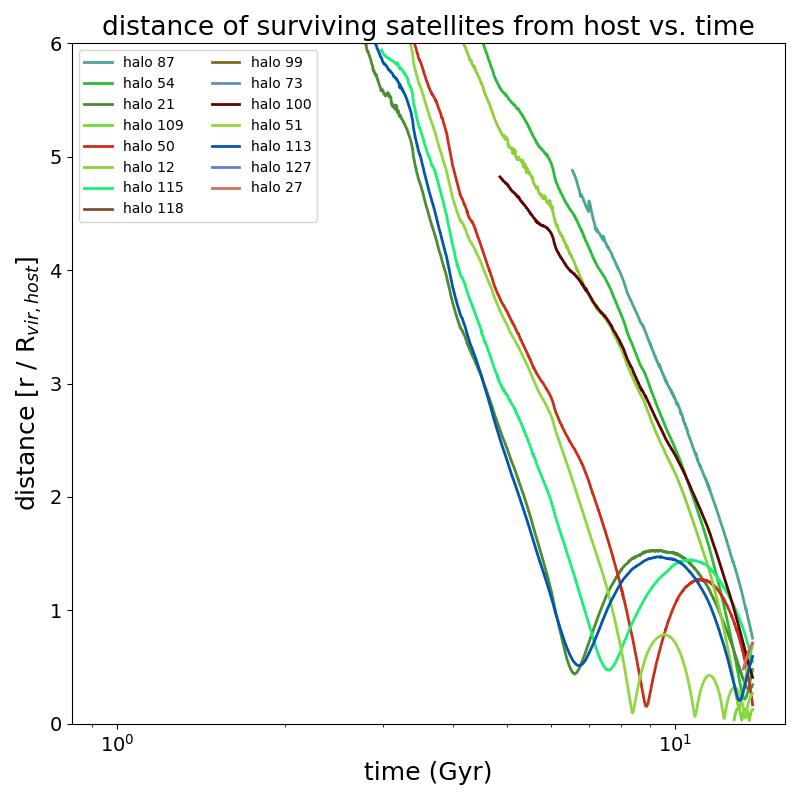 distance of surviving satellites from host vs. time
distance [r / R_{vir, host}]
6
5
4
3
2
1
0
halo 87
halo 54
halo 21
halo 109
halo 50
halo 12
halo 115
halo 118
halo 99
halo 73
halo 100
halo 51
halo 113
halo 127
halo 27
10^0
10^1
time (Gyr)